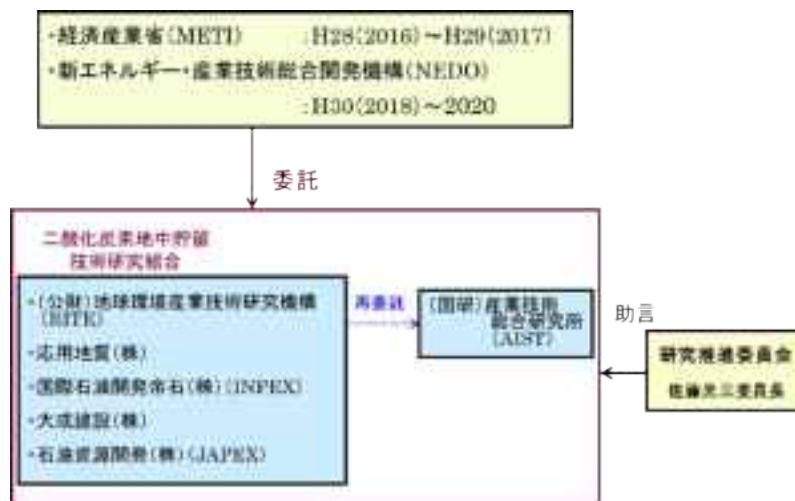 ・経済産業省(METI) :H28(2016)～H29(2017)
・新エネルギー・産業技術総合開発機構(NEDO)
:H30(2018)～2020
委託
二酸化炭素地中貯留
技術研究組合
・(公財)地球環境産業技術研究機構
(RITE)
・応用地質(株)
・国際石油開発帝石(株)(INPEX)
・大成建設(株)
・石油資源開発(株)(JAPEX)
再委託
(国研)産業技術
総合研究所
(AIST)
助言
研究推進委員会
佐藤光三委員長